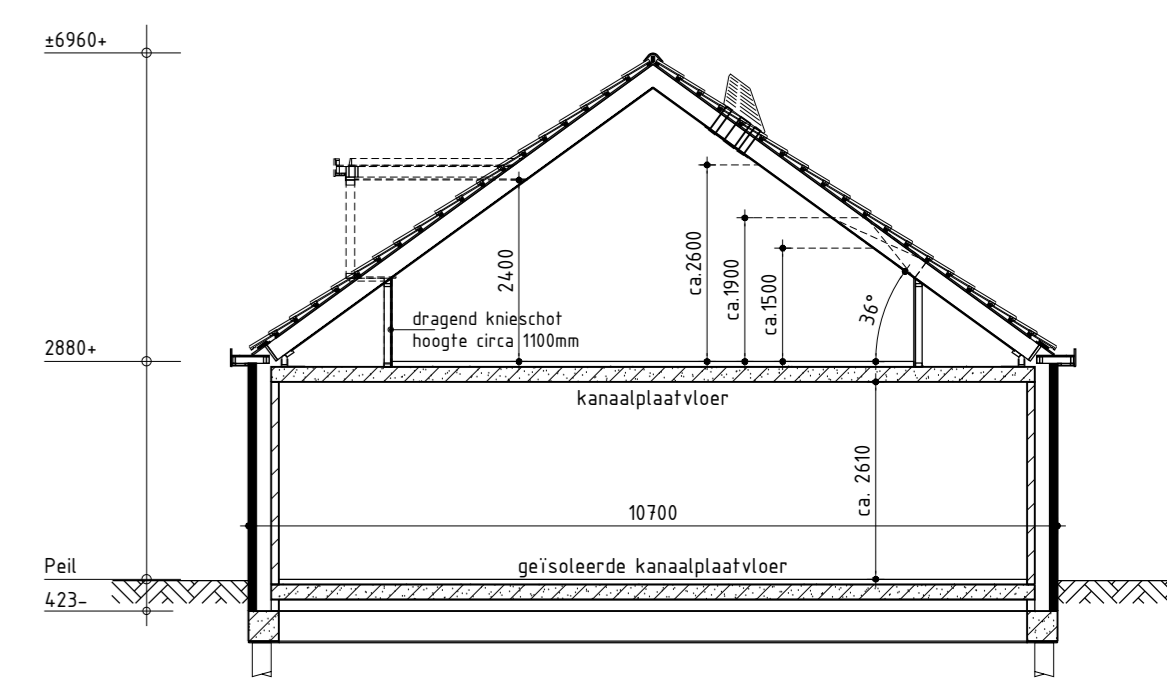 ±6960+
2400
ca.2600
ca.1900
ca.1500
36°
dragend knieschot
hoogte circa 1100mm
2880+
kanaalplaatvloer
ca. 2610
10700
Peil
geïsoleerde kanaalplaatvloer
423-